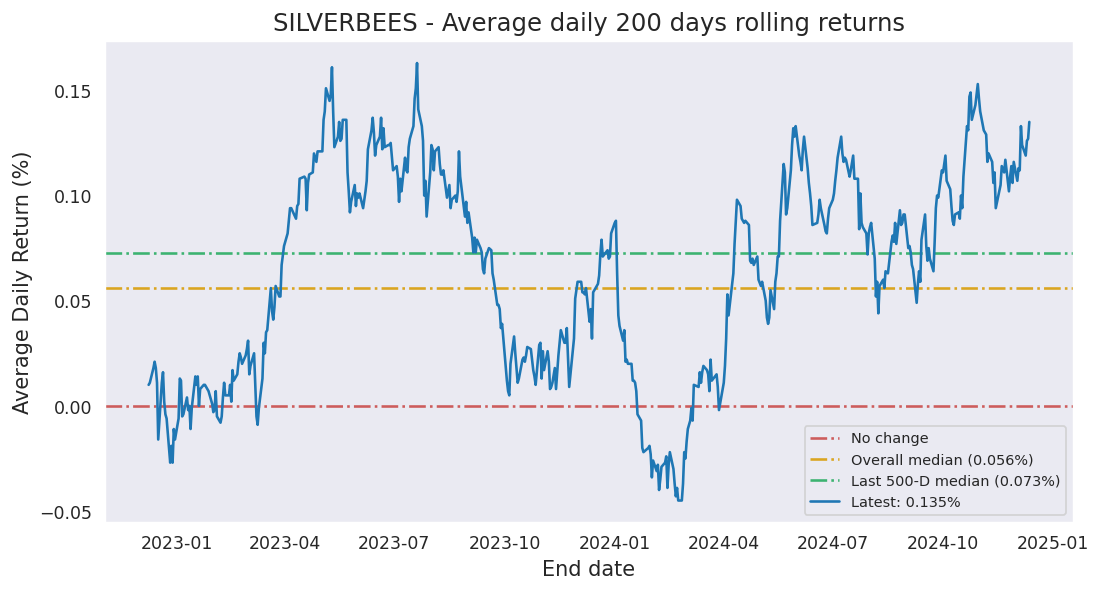 SILVERBEES - Average daily 200 days rolling returns
Average Daily Return (%)
0.15
0.10
0.05
0.00
−0.05
No change
Overall median (0.056%)
Last 500-D median (0.073%)
Latest: 0.135%
2023-01 2023-04 2023-07 2023-10 2024-01 2024-04 2024-07 2024-10 2025-01
End date